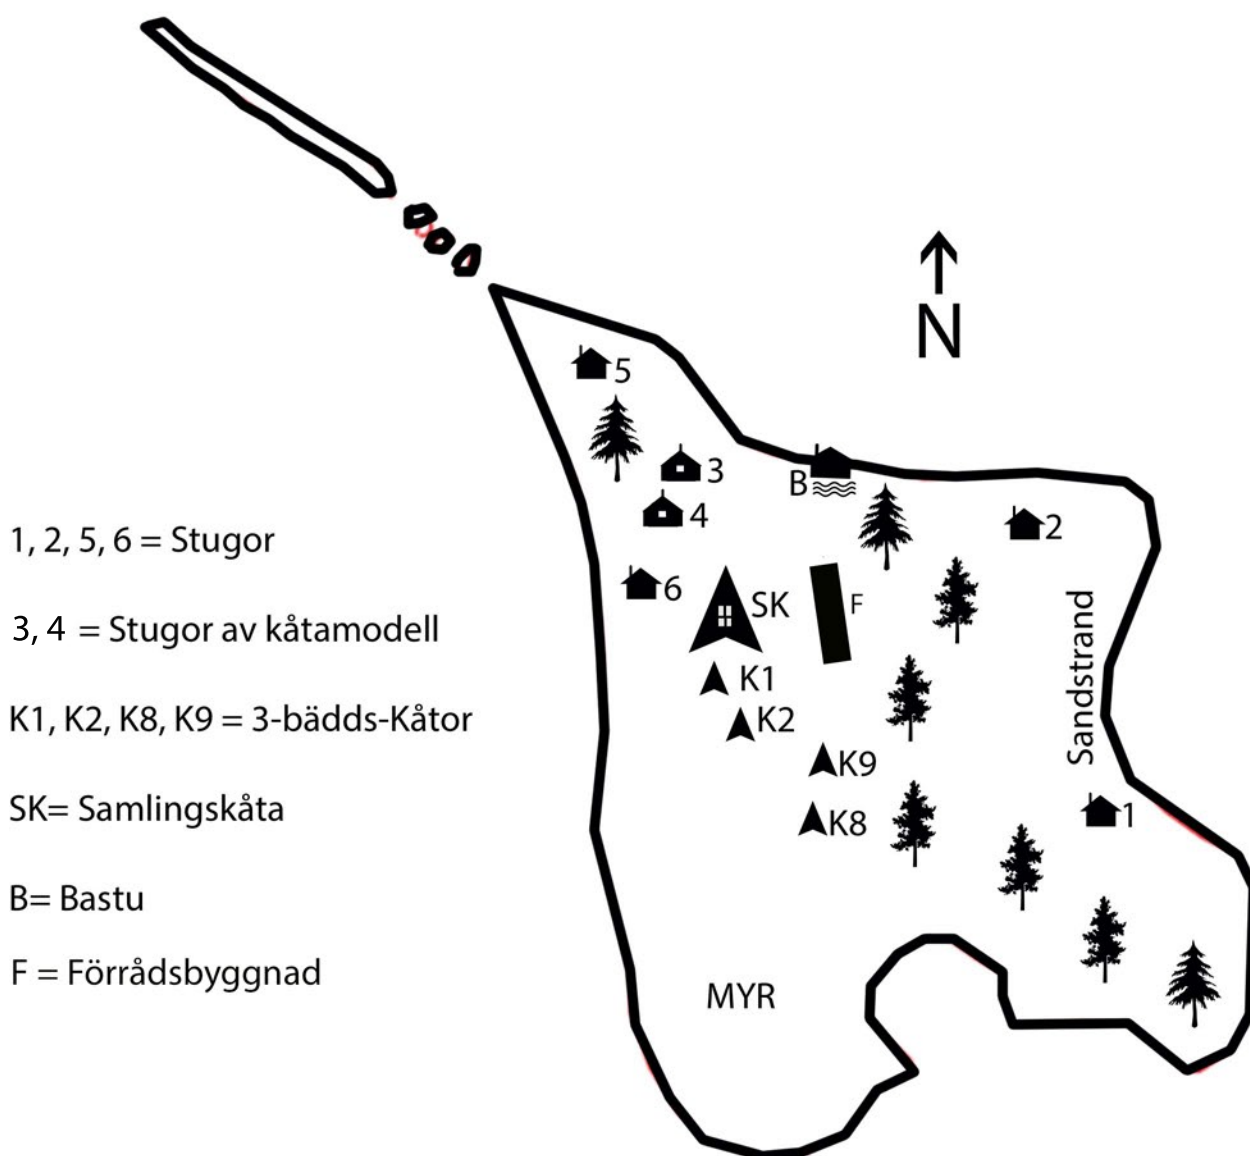 N
5
3
B
4
2
1, 2, 5, 6 = Stugor
6
SK
F
3, 4 = Stugor av kåtamodell
Sandstrand
K1
K1, K2, K8, K9 = 3-bädds-Kåtor
K2
K9
SK= Samlingskåta
K8
1
B= Bastu
F = Förrådsbyggnad
MYR